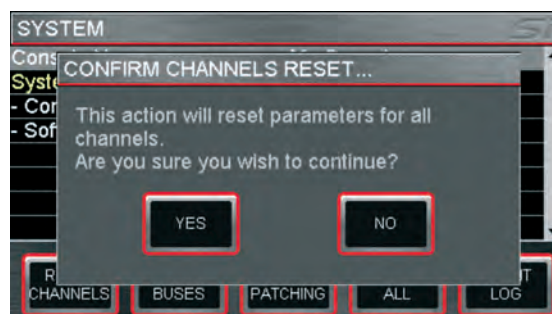 SYSTEM
CONFIRM CHANNELS RESET...
This action will reset parameters for all
channels.
Are you sure you wish to continue?
YES
NO
CHANNELS
BUSES
PATCHING
ALL
LOG